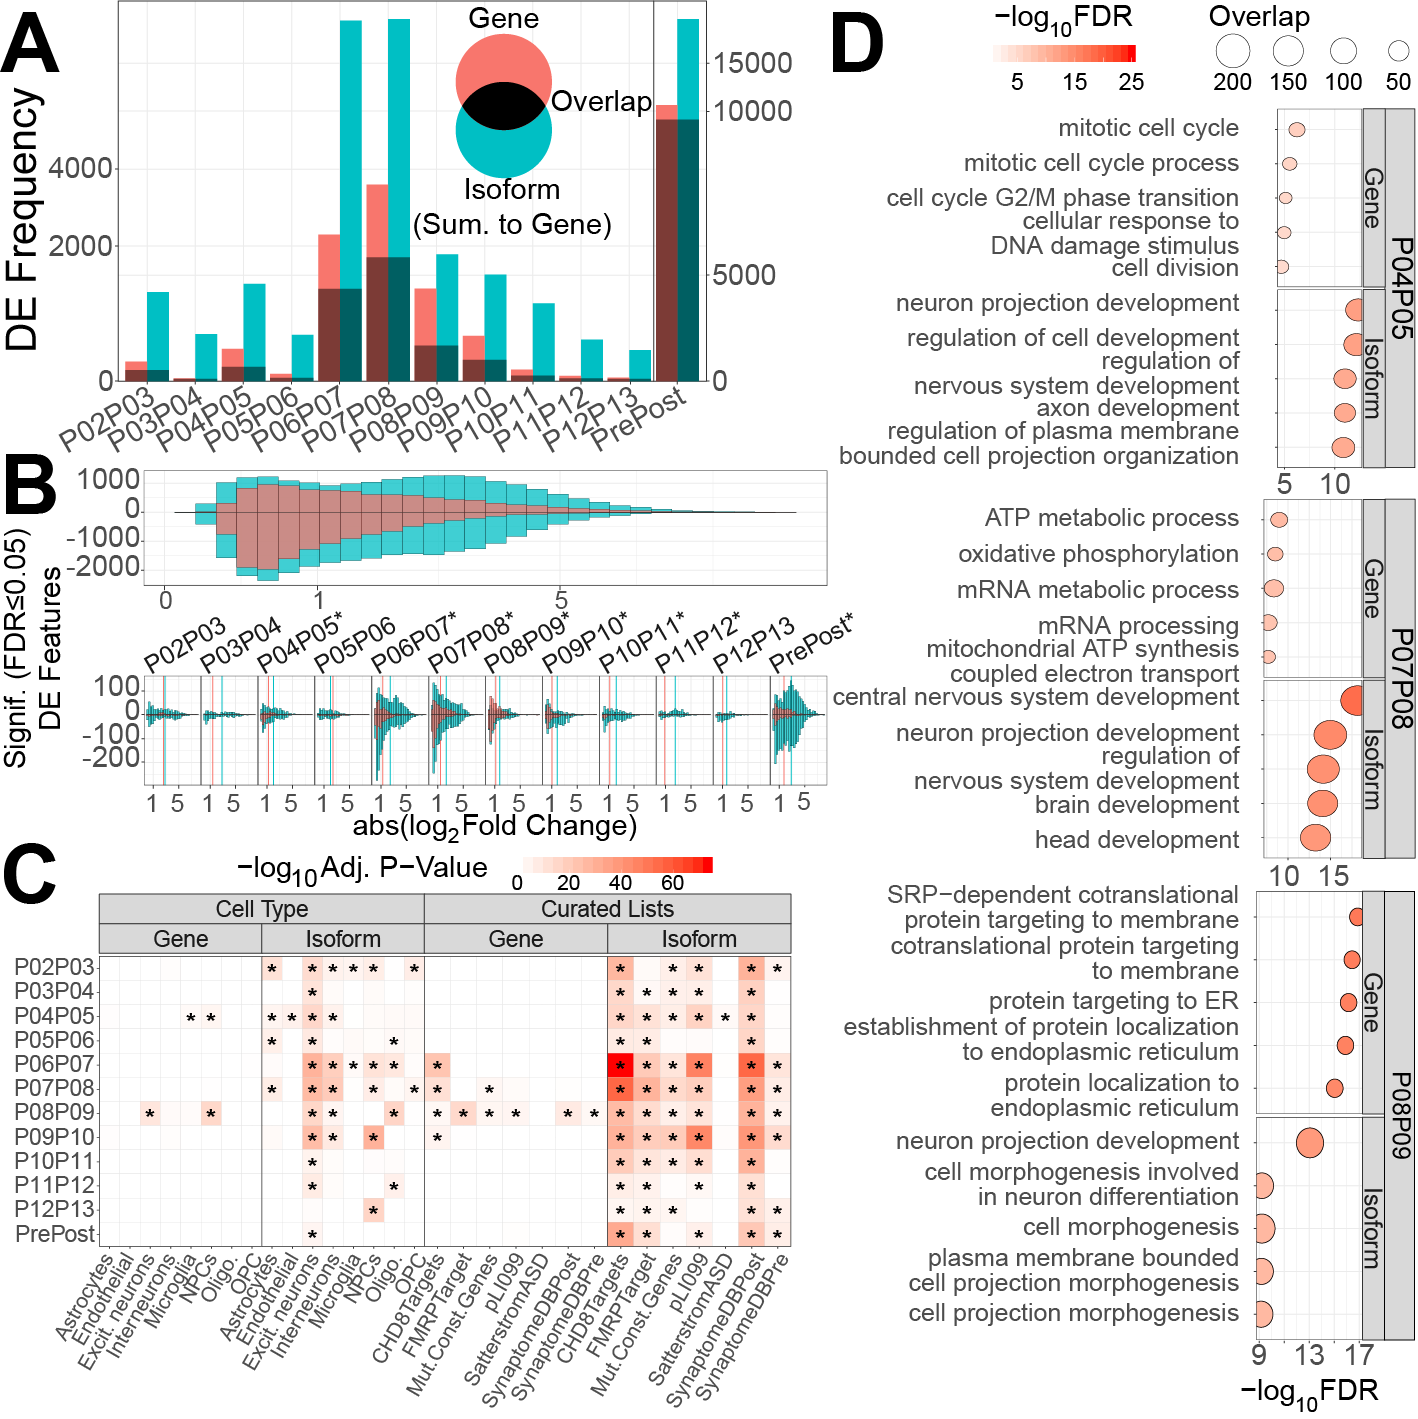 A
DE Frequency
4000
2000
0
15000
10000
5000
0
Gene
Overlap
Isoform
(Sum. to Gene)
P02P03
P03P04
P04P05
P05P06
P06P07
P07P08
P08P09
P09P10
P10P11
P11P12
P12P13
PrePost
B
Signif. (FDR≤0.05)
DE Features
1000
0
-1000
-2000
0
1
5
P02P03
P03P04
P04P05*
P05P06
P06P07*
P07P08*
P08P09*
P09P10*
P10P11*
P11P12*
P12P13
PrePost*
100
0
-100
-200
1 5 1 5 1 5 1 5 1 5 1 5 1 5 1 5 1 5 1 5 1 5 1 5
abs(log2Fold Change)
C
−log10Adj. P−Value
0 20 40 60
Cell Type
Curated Lists
Gene
Isoform
Gene
Isoform
P02P03 * * * * * * * * * * *
P03P04 * * * * * *
P04P05 * * * * * * * * * * * *
P05P06 * * * * * *
P06P07 * * * * * * * * * * * *
P07P08 * * * * * * * * * * * * *
P08P09 * * * * * * * * * * * * * * * * *
P09P10 * * * * * * * * * *
P10P11 * * * * * *
P11P12 * * * * * *
P12P13 * * * * * *
PrePost * * * * * *
Astrocytes
Endothelial
Excit. neurons
Interneurons
Microglia
NPCs
Oligo.
OPC
Astrocytes
Endothelial
Excit. neurons
Interneurons
Microglia
NPCs
Oligo.
OPC
CHD8Targets
FMRPTarget
Mut.Const.Genes
pLI099
SatterstromASD
SynaptomeDBPost
SynaptomeDBPre
CHD8Targets
FMRPTarget
Mut.Const.Genes
pLI099
SatterstromASD
SynaptomeDBPost
SynaptomeDBPre
D
−log10FDR
5 15 25
Overlap
200 150 100 50
mitotic cell cycle
mitotic cell cycle process
cell cycle G2/M phase transition
cellular response to
DNA damage stimulus
cell division
Gene
neuron projection development
regulation of cell development
regulation of
nervous system development
axon development
regulation of plasma membrane
bounded cell projection organization
Isoform
P04P05
5 10
ATP metabolic process
oxidative phosphorylation
mRNA metabolic process
mRNA processing
mitochondrial ATP synthesis
coupled electron transport
Gene
central nervous system development
neuron projection development
regulation of
nervous system development
brain development
head development
Isoform
P07P08
10 15
SRP−dependent cotranslational
protein targeting to membrane
cotranslational protein targeting
to membrane
protein targeting to ER
establishment of protein localization
to endoplasmic reticulum
protein localization to
endoplasmic reticulum
Gene
neuron projection development
cell morphogenesis involved
in neuron differentiation
cell morphogenesis
plasma membrane bounded
cell projection morphogenesis
cell projection morphogenesis
Isoform
P08P09
9 13 17
−log10FDR